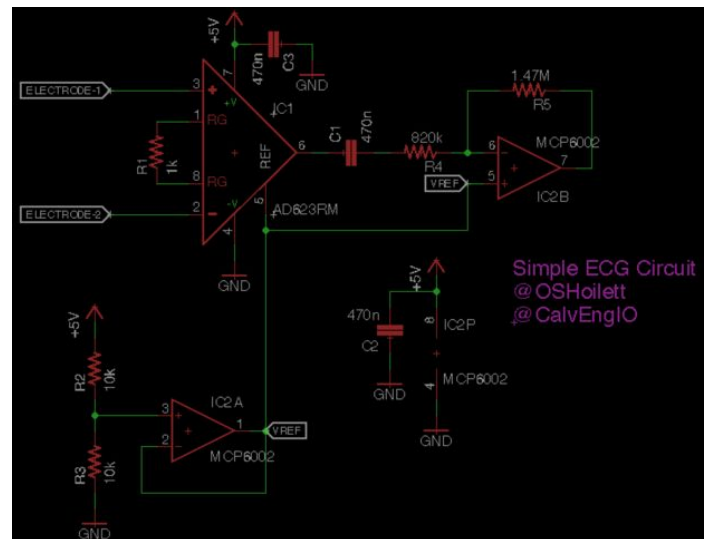 +5V
470n
C3
GND
ELECTRODE-1
3
7
+V
IC1
1
RG
R1
1k
REF
6
C1
470n
820k
R4
1.47M
R5
MCP6002
6
7
VREF
5
IC2B
8
RG
-V
5
ELECTRODE-2
2
4
AD623RM
GND
Simple ECG Circuit
@OSHoilett
@CalvEngIO
+5V
470n
C2
8
IC2P
4
MCP6002
GND
GND
+5V
R2
10k
IC2A
3
1
VREF
2
MCP6002
R3
10k
GND